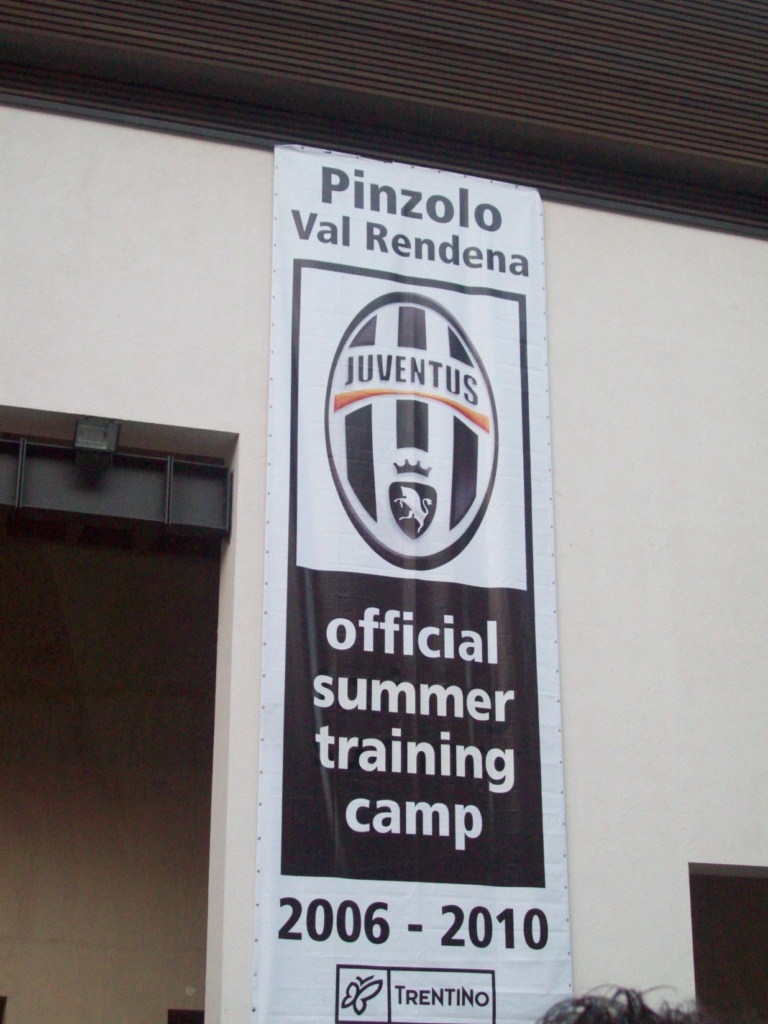 Pinzolo
Val Rendena
JUVENTUS
official
summer
training
camp
2006 - 2010
TRENTINO